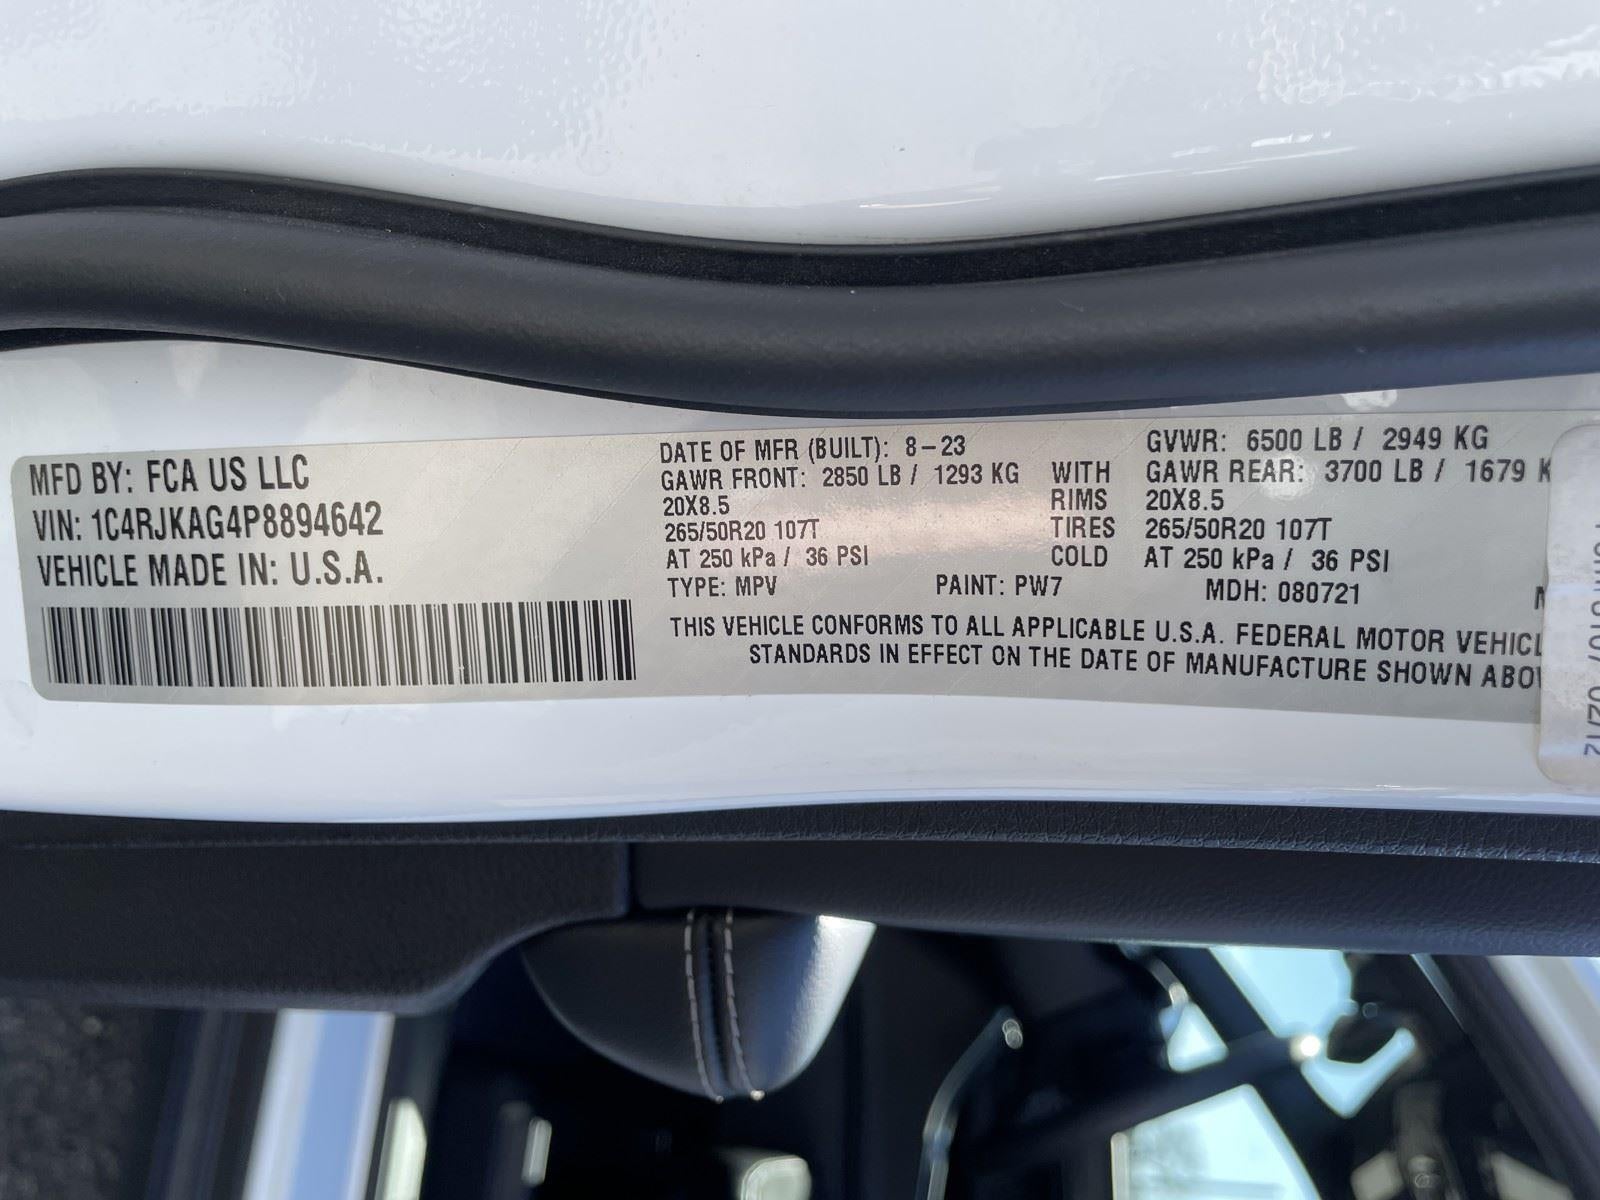 MFD BY: FCA US LLC
VIN: 1C4RJKAG4P8894642
VEHICLE MADE IN: U.S.A.
DATE OF MFR (BUILT): 8-23 GVWR: 6500 LB / 2949 KG
GAWR FRONT: 2850 LB / 1293 KG WITH GAWR REAR: 3700 LB / 1679 K
20X8.5 RIMS 20X8.5
265/50R20 107T TIRES 265/50R20 107T
AT 250 kPa / 36 PSI COLD AT 250 kPa / 36 PSI
TYPE: MPV PAINT: PW7 MDH: 080721
THIS VEHICLE CONFORMS TO ALL APPLICABLE U.S.A. FEDERAL MOTOR VEHICL
STANDARDS IN EFFECT ON THE DATE OF MANUFACTURE SHOWN ABO
02/12